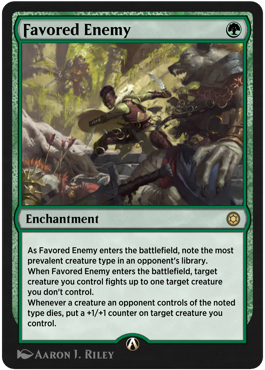 Favored Enemy
Enchantment
As Favored Enemy enters the battlefield, note the most
prevalent creature type in an opponent's library.
When Favored Enemy enters the battlefield, target
creature you control fights up to one target creature
you don't control.
Whenever a creature an opponent controls of the noted
type dies, put a +1/+1 counter on target creature you
control.
Aaron J. Riley